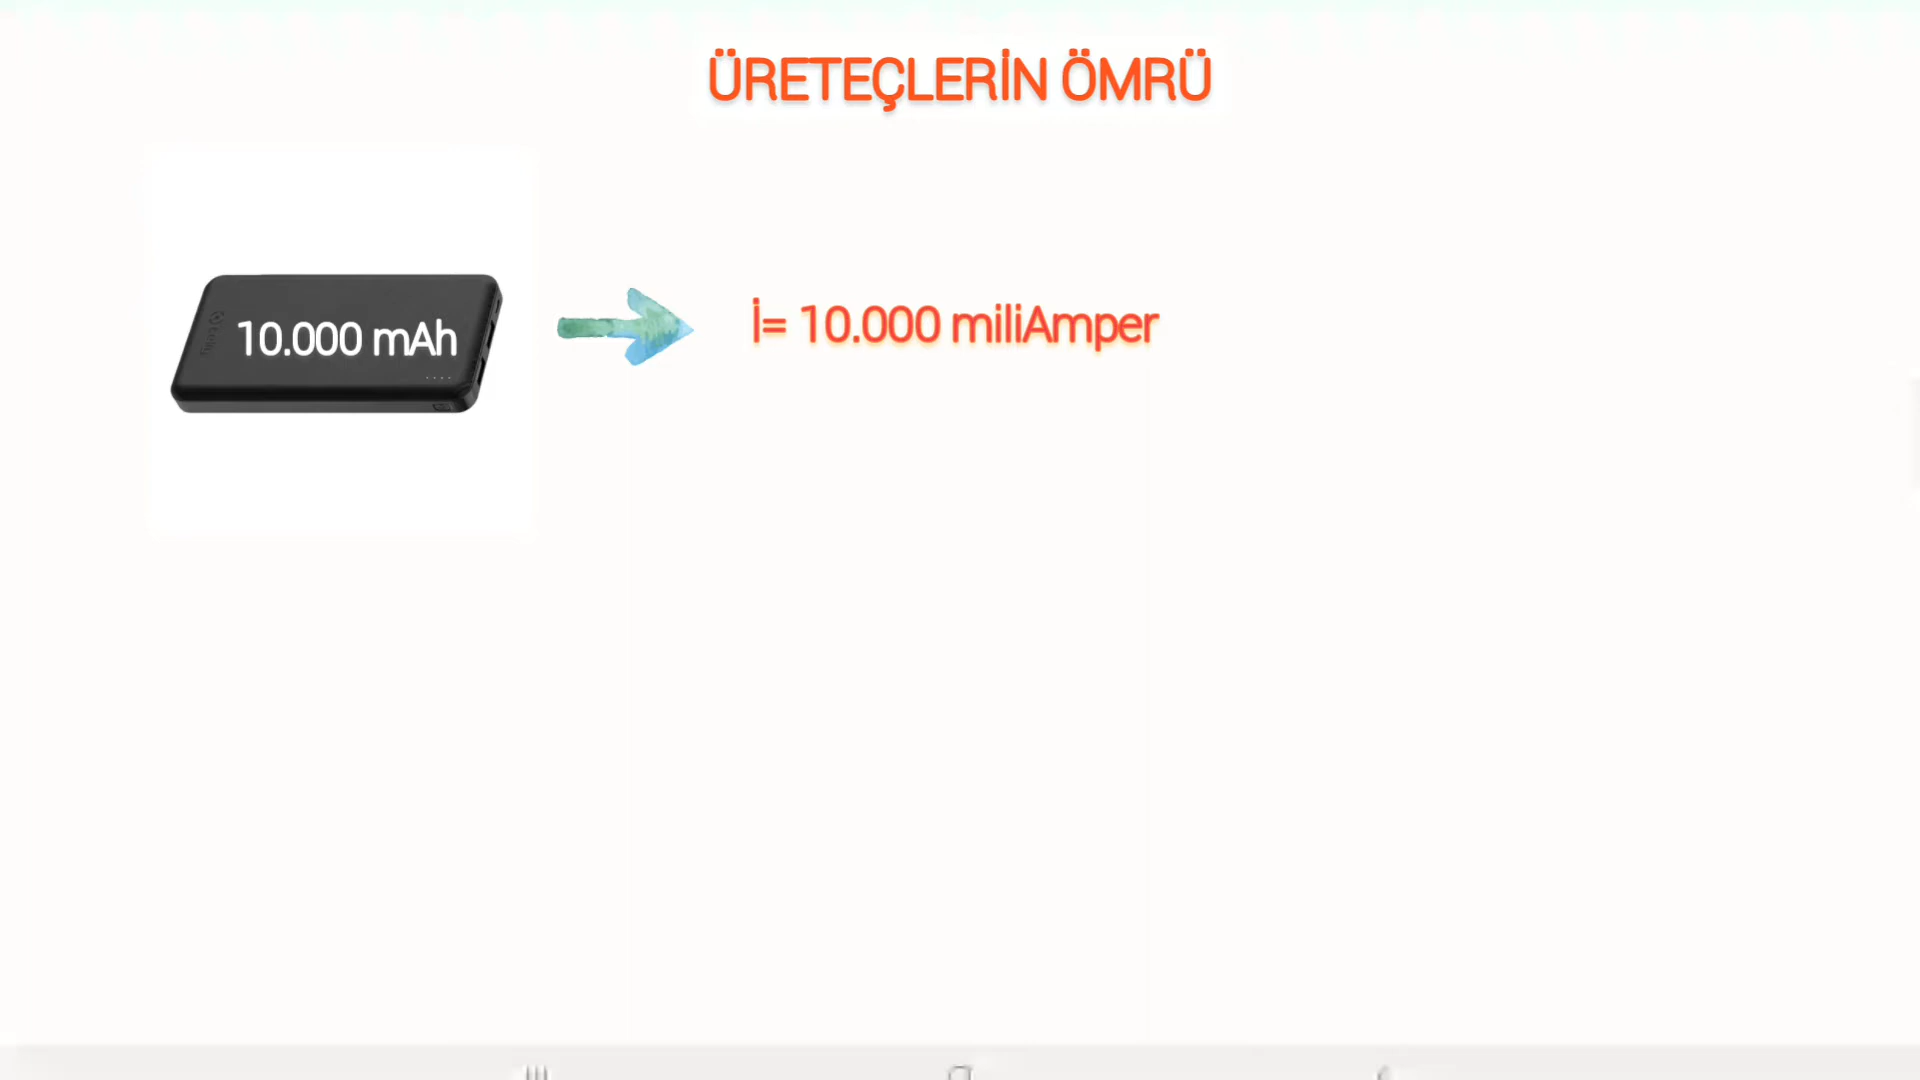 ÜRETEÇLERİN ÖMRÜ
10.000 mAh
İ= 10.000 miliAmper